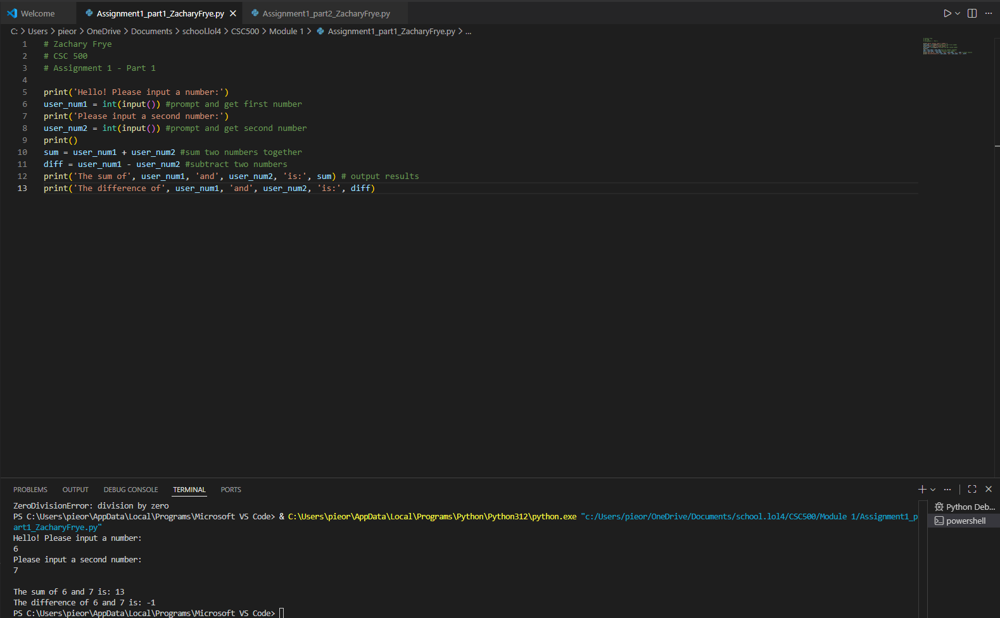 Welcome Assignment1_part1_ZacharyFrye.py Assignment1_part2_ZacharyFrye.py
C: > Users > pieor > OneDrive > Documents > school.lol4 > CSC500 > Module 1 > Assignment1_part1_ZacharyFrye.py > ...
1 # Zachary Frye
2 # CSC 500
3 # Assignment 1 - Part 1
4
5 print('Hello! Please input a number:')
6 user_num1 = int(input()) #prompt and get first number
7 print('Please input a second number:')
8 user_num2 = int(input()) #prompt and get second number
9 print()
10 sum = user_num1 + user_num2 #sum two numbers together
11 diff = user_num1 - user_num2 #subtract two numbers
12 print('The sum of', user_num1, 'and', user_num2, 'is:', sum) # output results
13 print('The difference of', user_num1, 'and', user_num2, 'is:', diff)
PROBLEMS OUTPUT DEBUG CONSOLE TERMINAL PORTS
ZeroDivisionError: division by zero
PS C:\Users\pieor\AppData\Local\Programs\Microsoft VS Code> & C:\Users\pieor\AppData\Local\Programs\Python\Python312\python.exe "c:/Users/pieor/OneDrive/Documents/school.lol4/CSC500/Module 1/Assignment1_p
art1_ZacharyFrye.py"
Hello! Please input a number:
6
Please input a second number:
7
The sum of 6 and 7 is: 13
The difference of 6 and 7 is: -1
PS C:\Users\pieor\AppData\Local\Programs\Microsoft VS Code>
Python Deb...
powershell